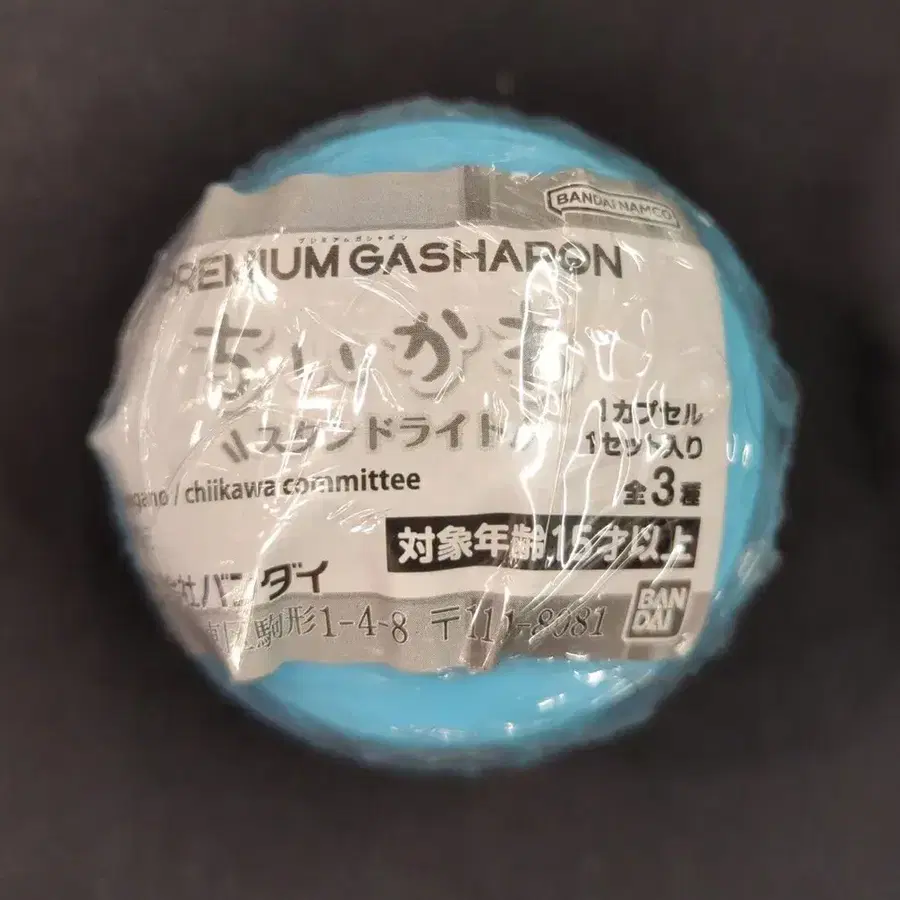 BANDAI NAMCO
プレミアムガシャポン
PREMIUM GASHAPON
ちいかわ
スタンドライト
1カプセル
1セット入り
全3種
nagano / chiikawa committee
対象年齢15才以上
バンダイ
駒形1-4-8 〒111-8081
BAN
DAI